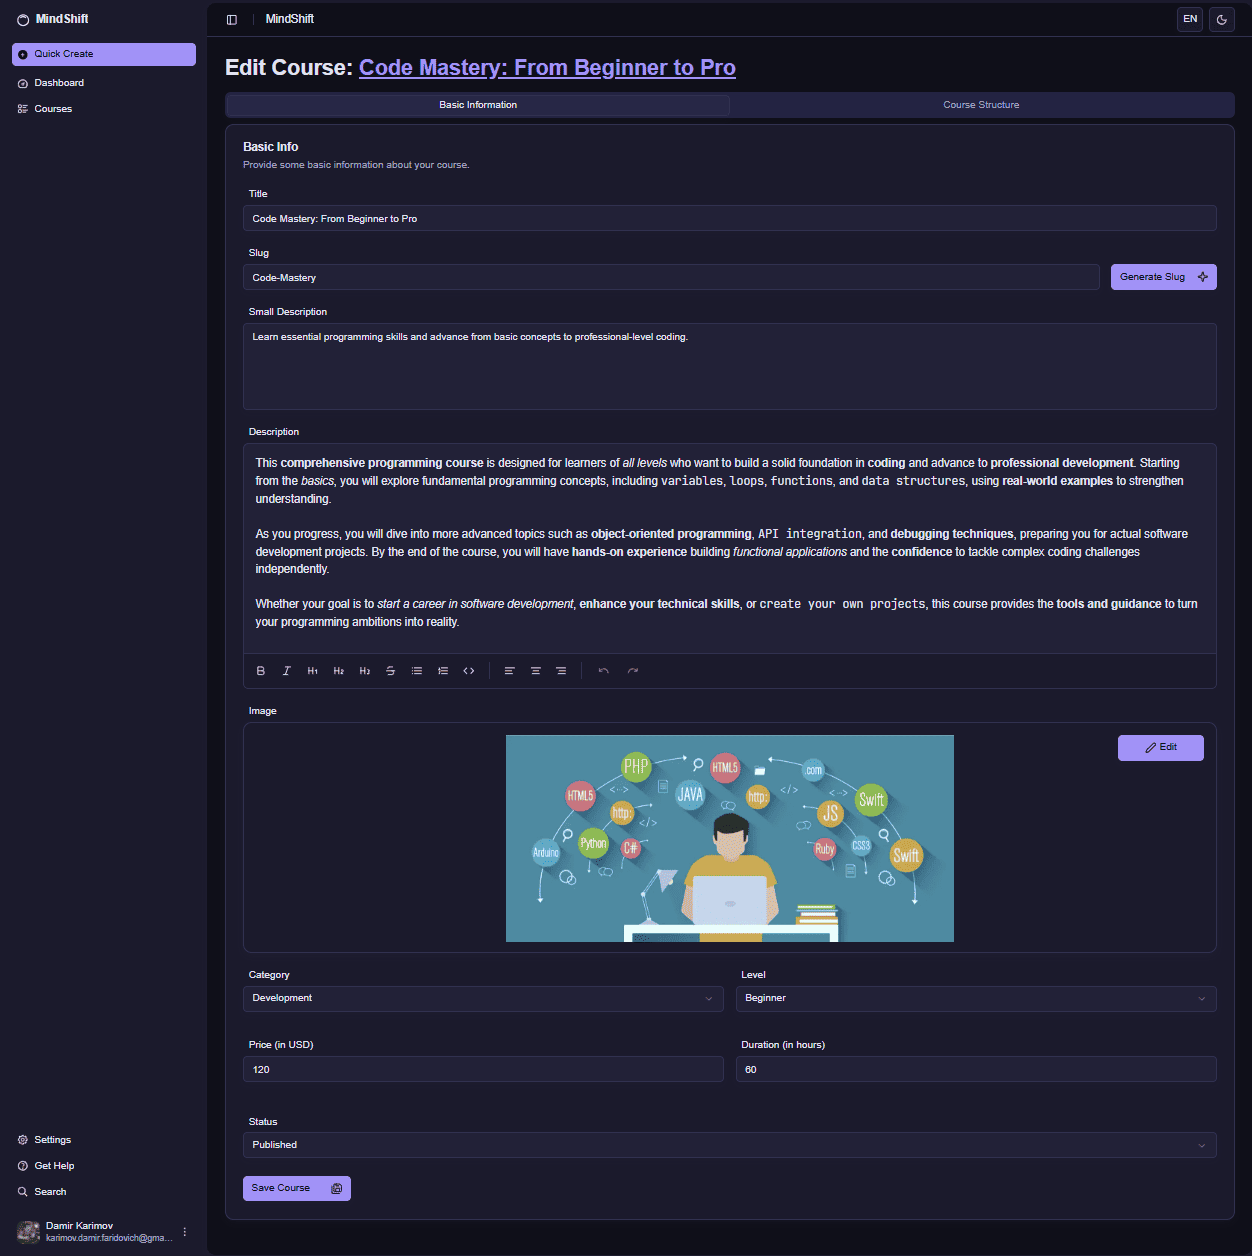 MindShift
Quick Create
Dashboard
Courses
MindShift
EN
Edit Course: Code Mastery: From Beginner to Pro
Basic Information
Course Structure
Basic Info
Provide some basic information about your course.
Title
Code Mastery: From Beginner to Pro
Slug
Code-Mastery
Generate Slug
Small Description
Learn essential programming skills and advance from basic concepts to professional-level coding.
Description
This comprehensive programming course is designed for learners of all levels who want to build a solid foundation in coding and advance to professional development. Starting
from the basics, you will explore fundamental programming concepts, including variables, loops, functions, and data structures, using real-world examples to strengthen
understanding.
As you progress, you will dive into more advanced topics such as object-oriented programming, API integration, and debugging techniques, preparing you for actual software
development projects. By the end of the course, you will have hands-on experience building functional applications and the confidence to tackle complex coding challenges
independently.
Whether your goal is to start a career in software development, enhance your technical skills, or create your own projects, this course provides the tools and guidance to turn
your programming ambitions into reality.
B I H1 H2 H3 S
Image
Edit
PHP
HTML5
.com
HTML5
JAVA
http:
Swift
http:
JS
Arduino
Python
C#
Ruby
CSS3
Swift
Category
Level
Development
Beginner
Price (in USD)
Duration (in hours)
120
60
Status
Published
Save Course
Settings
Get Help
Search
Damir Karimov
karimov.damir.faridovich@gma...